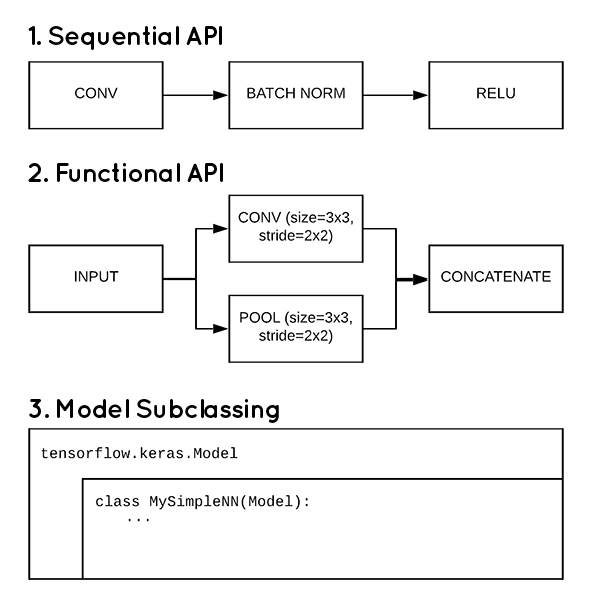 1. Sequential API
CONV
BATCH NORM
RELU
2. Functional API
CONV (size=3x3,
stride=2x2)
INPUT
CONCATENATE
POOL (size=3x3,
stride=2x2)
3. Model Subclassing
tensorflow.keras.Model
class MySimpleNN(Model):
...